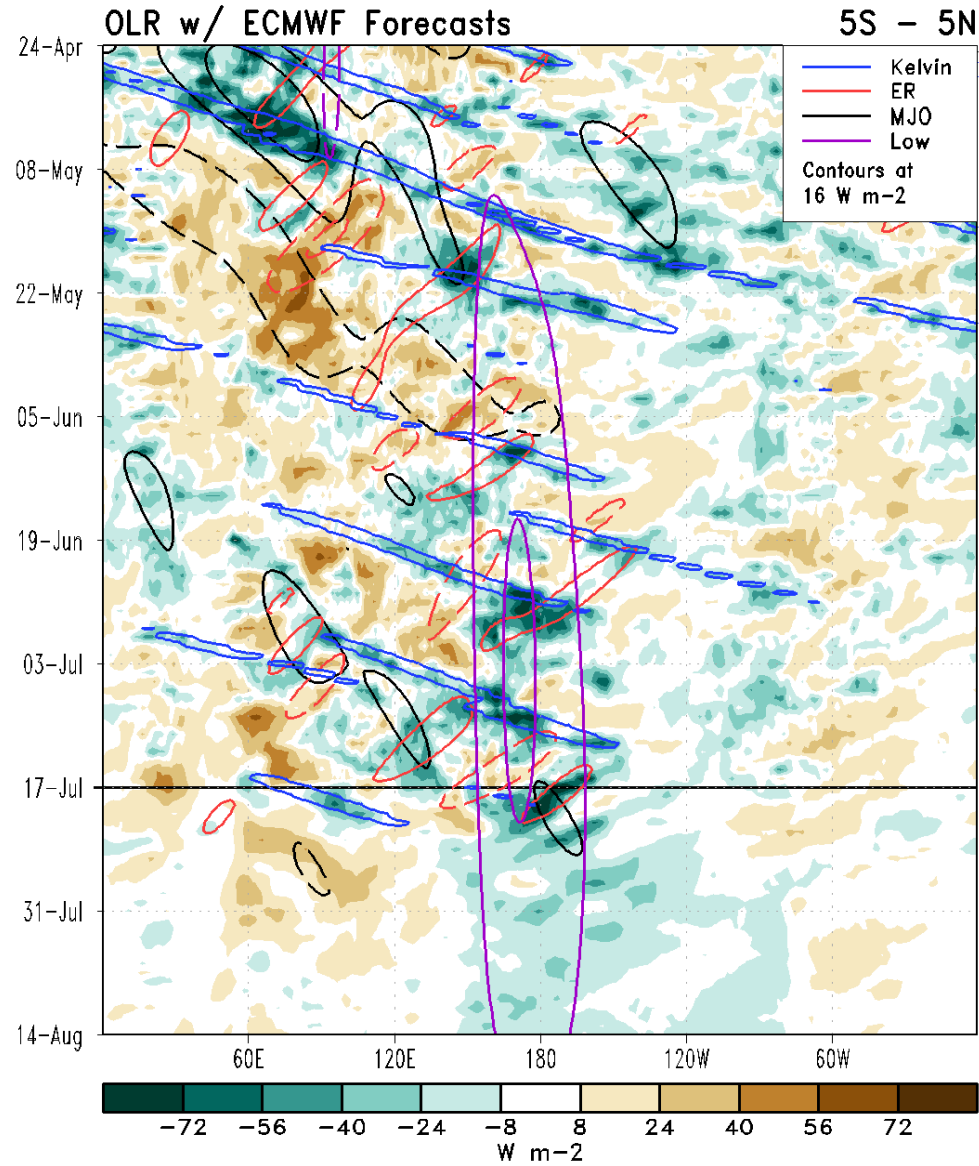 OLR w/ ECMWF Forecasts 5S - 5N
Kelvin
ER
MJO
Low
Contours at
16 W m-2
24-Apr
08-May
22-May
05-Jun
19-Jun
03-Jul
17-Jul
31-Jul
14-Aug
60E 120E 180 120W 60W
-72 -56 -40 -24 -8 8 24 40 56 72
W m-2